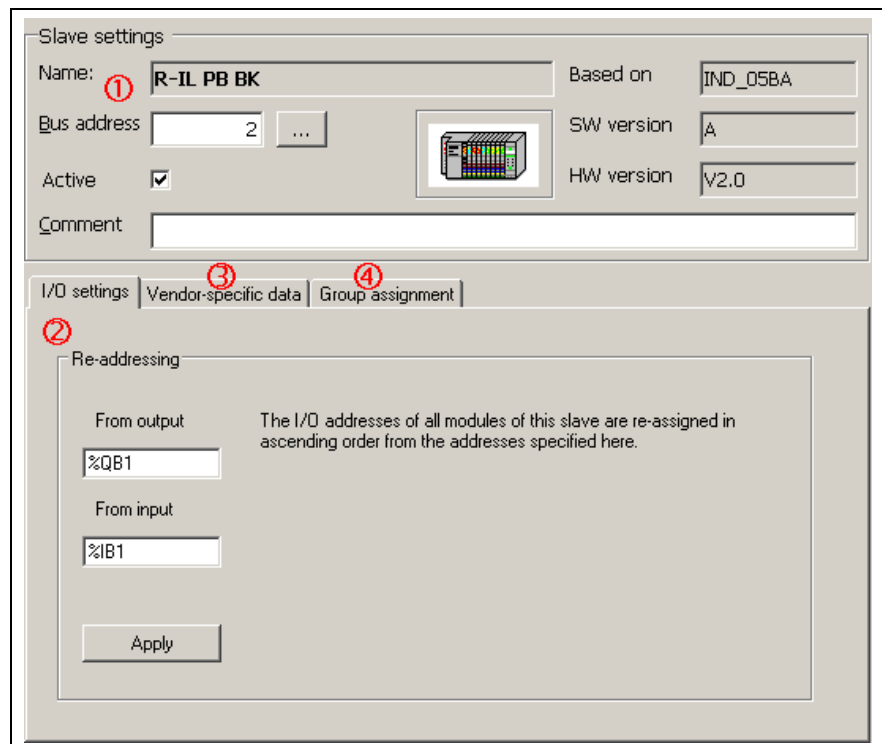 Slave settings
Name: ① R-IL PB BK Based on IND_05BA
Bus address 2 ... SW version A
Active HW version V2.0
Comment
③ ④
I/O settings Vendor-specific data Group assignment
②
Re-addressing
From output The I/O addresses of all modules of this slave are re-assigned in
ascending order from the addresses specified here.
%QB1
From input
%IB1
Apply